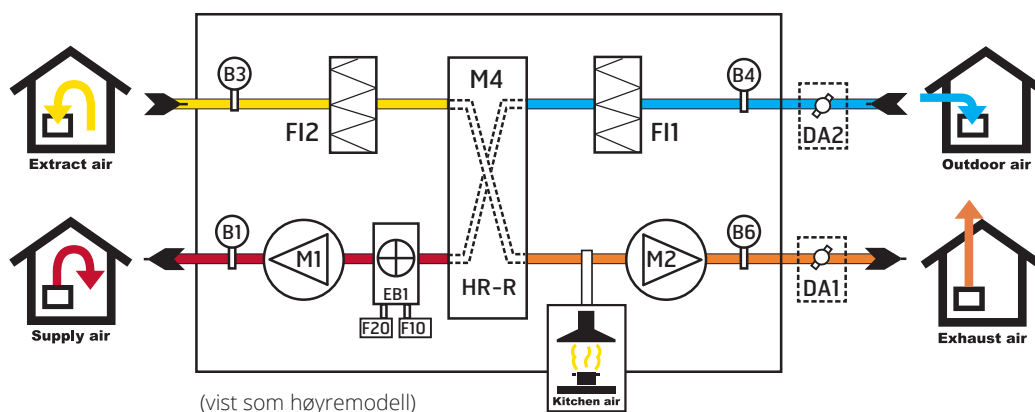 B3
M4
B4
FI2
FI1
DA2
Extract air
Outdoor air
B1
M1
EB1
F20
F10
HR-R
M2
B6
DA1
Supply air
Exhaust air
Kitchen air
(vist som høyremodell)